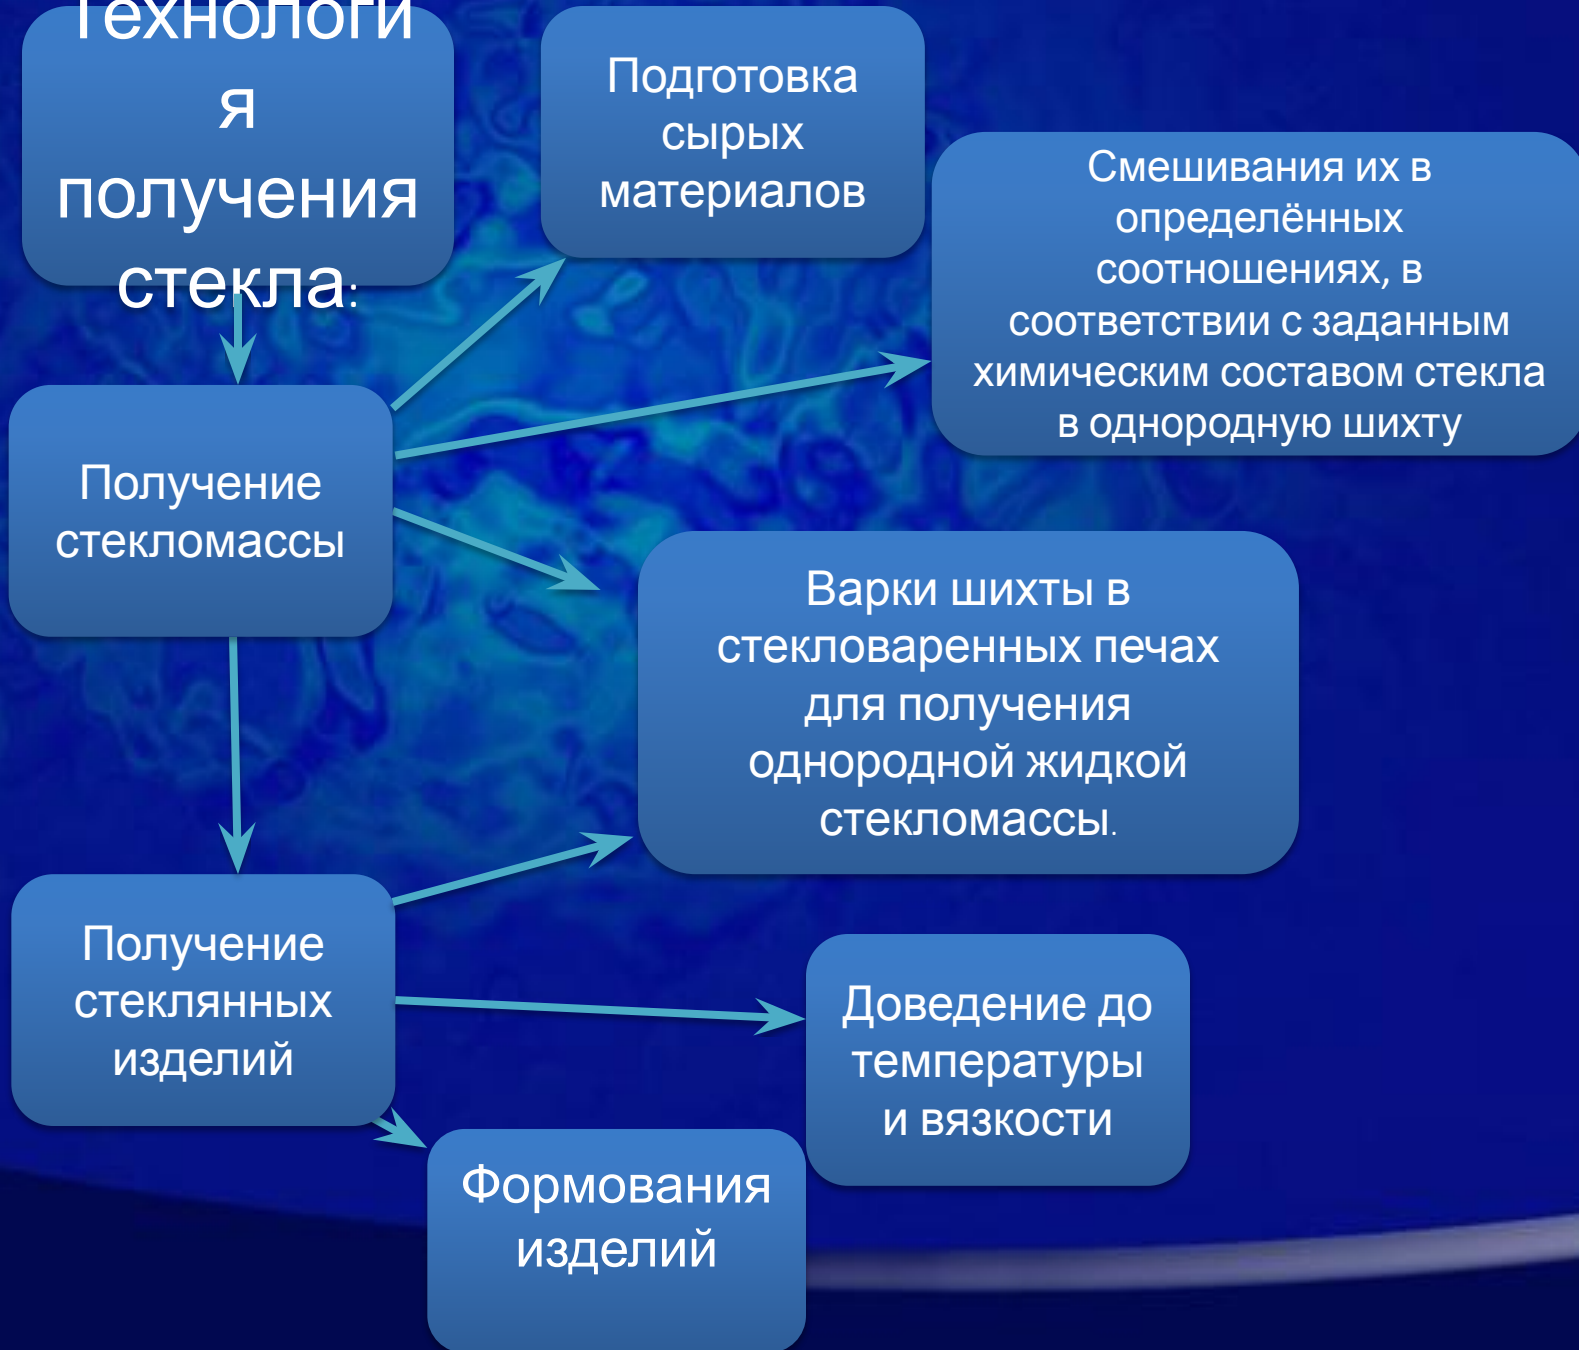 Технологи
я
получения
стекла:
Подготовка
сырых
материалов
Смешивания их в
определённых
соотношениях, в
соответствии с заданным
химическим составом стекла
в однородную шихту
Получение
стекломассы
Варки шихты в
стекловаренных печах
для получения
однородной жидкой
стекломассы.
Получение
стеклянных
изделий
Доведение до
температуры
и вязкости
Формования
изделий